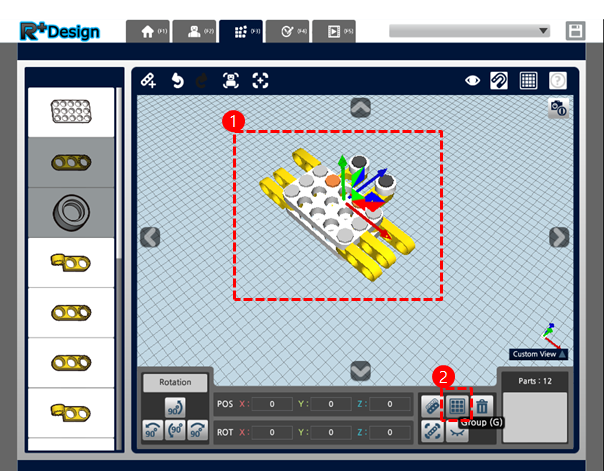 R+Design
(F1)
(F2)
(F3)
(F4)
(F5)
1
Custom View
2
Rotation
90°
90°
90°
90°
POS X: 0 Y: 0 Z: 0
ROT X: 0 Y: 0 Z: 0
Group (G)
Parts : 12